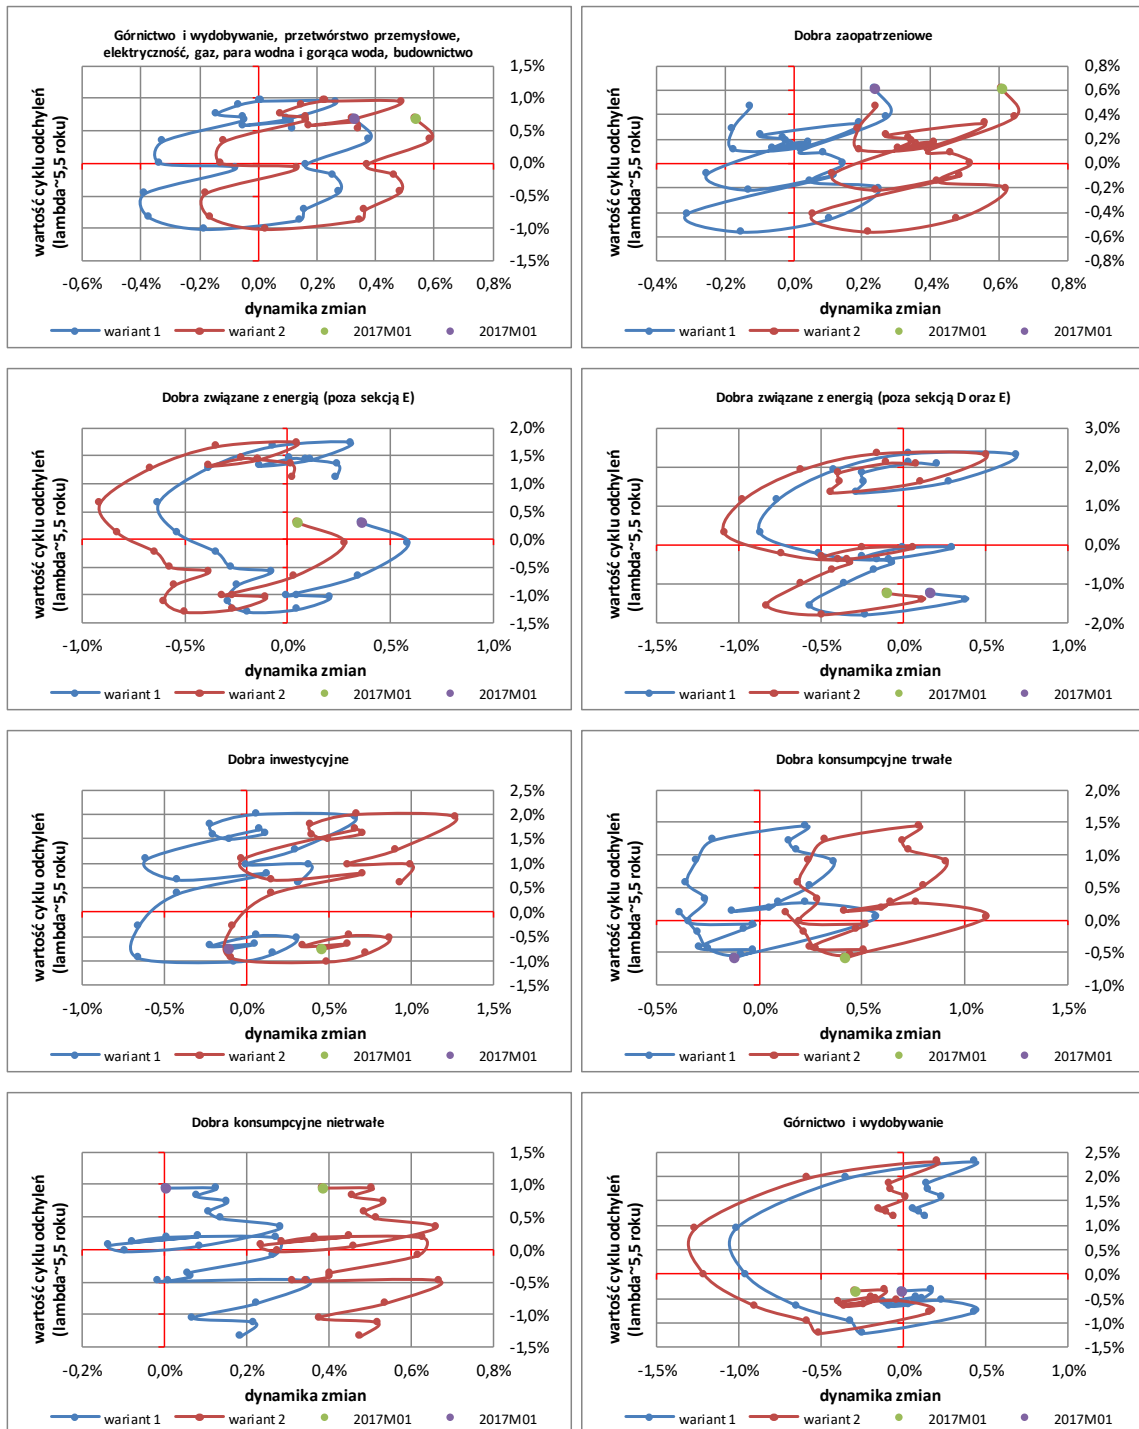 Górnictwo i wydobywanie, przetwórstwo przemysłowe,
elektryczność, gaz, para wodna i gorąca woda, budownictwo
wartość cyklu odchyleń
(lambda~5,5 roku)
1,5%
1,0%
0,5%
0,0%
-0,5%
-1,0%
-1,5%
-0,6% -0,4% -0,2% 0,0% 0,2% 0,4% 0,6% 0,8%
dynamika zmian
wariant 1 wariant 2 2017M01 2017M01
Dobra zaopatrzeniowe
wartość cyklu odchyleń
(lambda~5,5 roku)
0,8%
0,6%
0,4%
0,2%
0,0%
-0,2%
-0,4%
-0,6%
-0,8%
-0,4% -0,2% 0,0% 0,2% 0,4% 0,6% 0,8%
dynamika zmian
wariant 1 wariant 2 2017M01 2017M01
Dobra związane z energią (poza sekcją E)
wartość cyklu odchyleń
(lambda~5,5 roku)
2,0%
1,5%
1,0%
0,5%
0,0%
-0,5%
-1,0%
-1,5%
-1,0% -0,5% 0,0% 0,5% 1,0%
dynamika zmian
wariant 1 wariant 2 2017M01 2017M01
Dobra związane z energią (poza sekcją D oraz E)
wartość cyklu odchyleń
(lambda~5,5 roku)
3,0%
2,0%
1,0%
0,0%
-1,0%
-2,0%
-1,5% -1,0% -0,5% 0,0% 0,5% 1,0%
dynamika zmian
wariant 1 wariant 2 2017M01 2017M01
Dobra inwestycyjne
wartość cyklu odchyleń
(lambda~5,5 roku)
2,5%
2,0%
1,5%
1,0%
0,5%
0,0%
-0,5%
-1,0%
-1,5%
-1,0% -0,5% 0,0% 0,5% 1,0% 1,5%
dynamika zmian
wariant 1 wariant 2 2017M01 2017M01
Dobra konsumpcyjne trwałe
wartość cyklu odchyleń
(lambda~5,5 roku)
2,0%
1,5%
1,0%
0,5%
0,0%
-0,5%
-1,0%
-0,5% 0,0% 0,5% 1,0% 1,5%
dynamika zmian
wariant 1 wariant 2 2017M01 2017M01
Dobra konsumpcyjne nietrwałe
wartość cyklu odchyleń
(lambda~5,5 roku)
1,5%
1,0%
0,5%
0,0%
-0,5%
-1,0%
-1,5%
-0,2% 0,0% 0,2% 0,4% 0,6% 0,8%
dynamika zmian
wariant 1 wariant 2 2017M01 2017M01
Górnictwo i wydobywanie
wartość cyklu odchyleń
(lambda~5,5 roku)
2,5%
2,0%
1,5%
1,0%
0,5%
0,0%
-0,5%
-1,0%
-1,5%
-1,5% -1,0% -0,5% 0,0% 0,5% 1,0%
dynamika zmian
wariant 1 wariant 2 2017M01 2017M01